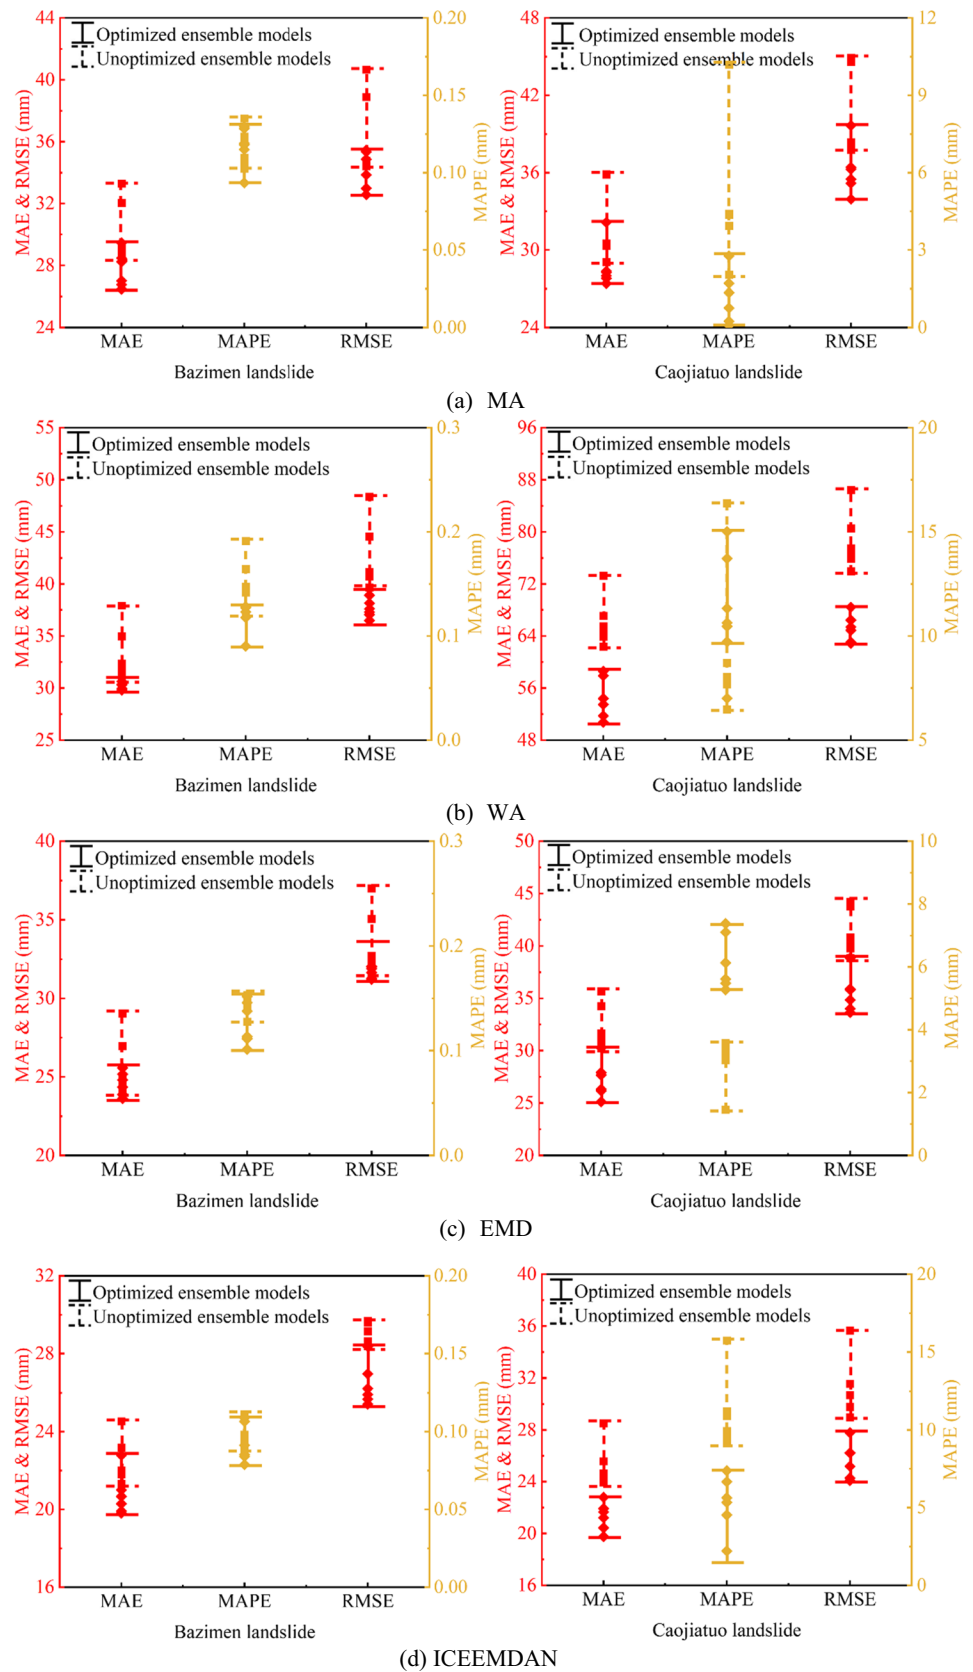 44
40
36
32
28
24
MAE & RMSE (mm)
Optimized ensemble models
Unoptimized ensemble models
0.20
0.15
0.10
0.05
0.00
MAPE (mm)
MAE MAPE RMSE
Bazimen landslide
48
42
36
30
24
MAE & RMSE (mm)
Optimized ensemble models
Unoptimized ensemble models
12
9
6
3
0
MAPE (mm)
MAE MAPE RMSE
Caojiatuo landslide
(a) MA
55
50
45
40
35
30
25
MAE & RMSE (mm)
Optimized ensemble models
Unoptimized ensemble models
0.3
0.2
0.1
0.0
MAPE (mm)
MAE MAPE RMSE
Bazimen landslide
96
88
80
72
64
56
48
MAE & RMSE (mm)
Optimized ensemble models
Unoptimized ensemble models
20
15
10
5
MAPE (mm)
MAE MAPE RMSE
Caojiatuo landslide
(b) WA
40
35
30
25
20
MAE & RMSE (mm)
Optimized ensemble models
Unoptimized ensemble models
0.3
0.2
0.1
0.0
MAPE (mm)
MAE MAPE RMSE
Bazimen landslide
50
45
40
35
30
25
20
MAE & RMSE (mm)
Optimized ensemble models
Unoptimized ensemble models
10
8
6
4
2
0
MAPE (mm)
MAE MAPE RMSE
Caojiatuo landslide
(c) EMD
32
28
24
20
16
MAE & RMSE (mm)
Optimized ensemble models
Unoptimized ensemble models
0.20
0.15
0.10
0.05
0.00
MAPE (mm)
MAE MAPE RMSE
Bazimen landslide
40
36
32
28
24
20
16
MAE & RMSE (mm)
Optimized ensemble models
Unoptimized ensemble models
20
15
10
5
0
MAPE (mm)
MAE MAPE RMSE
Caojiatuo landslide
(d) ICEEMDAN